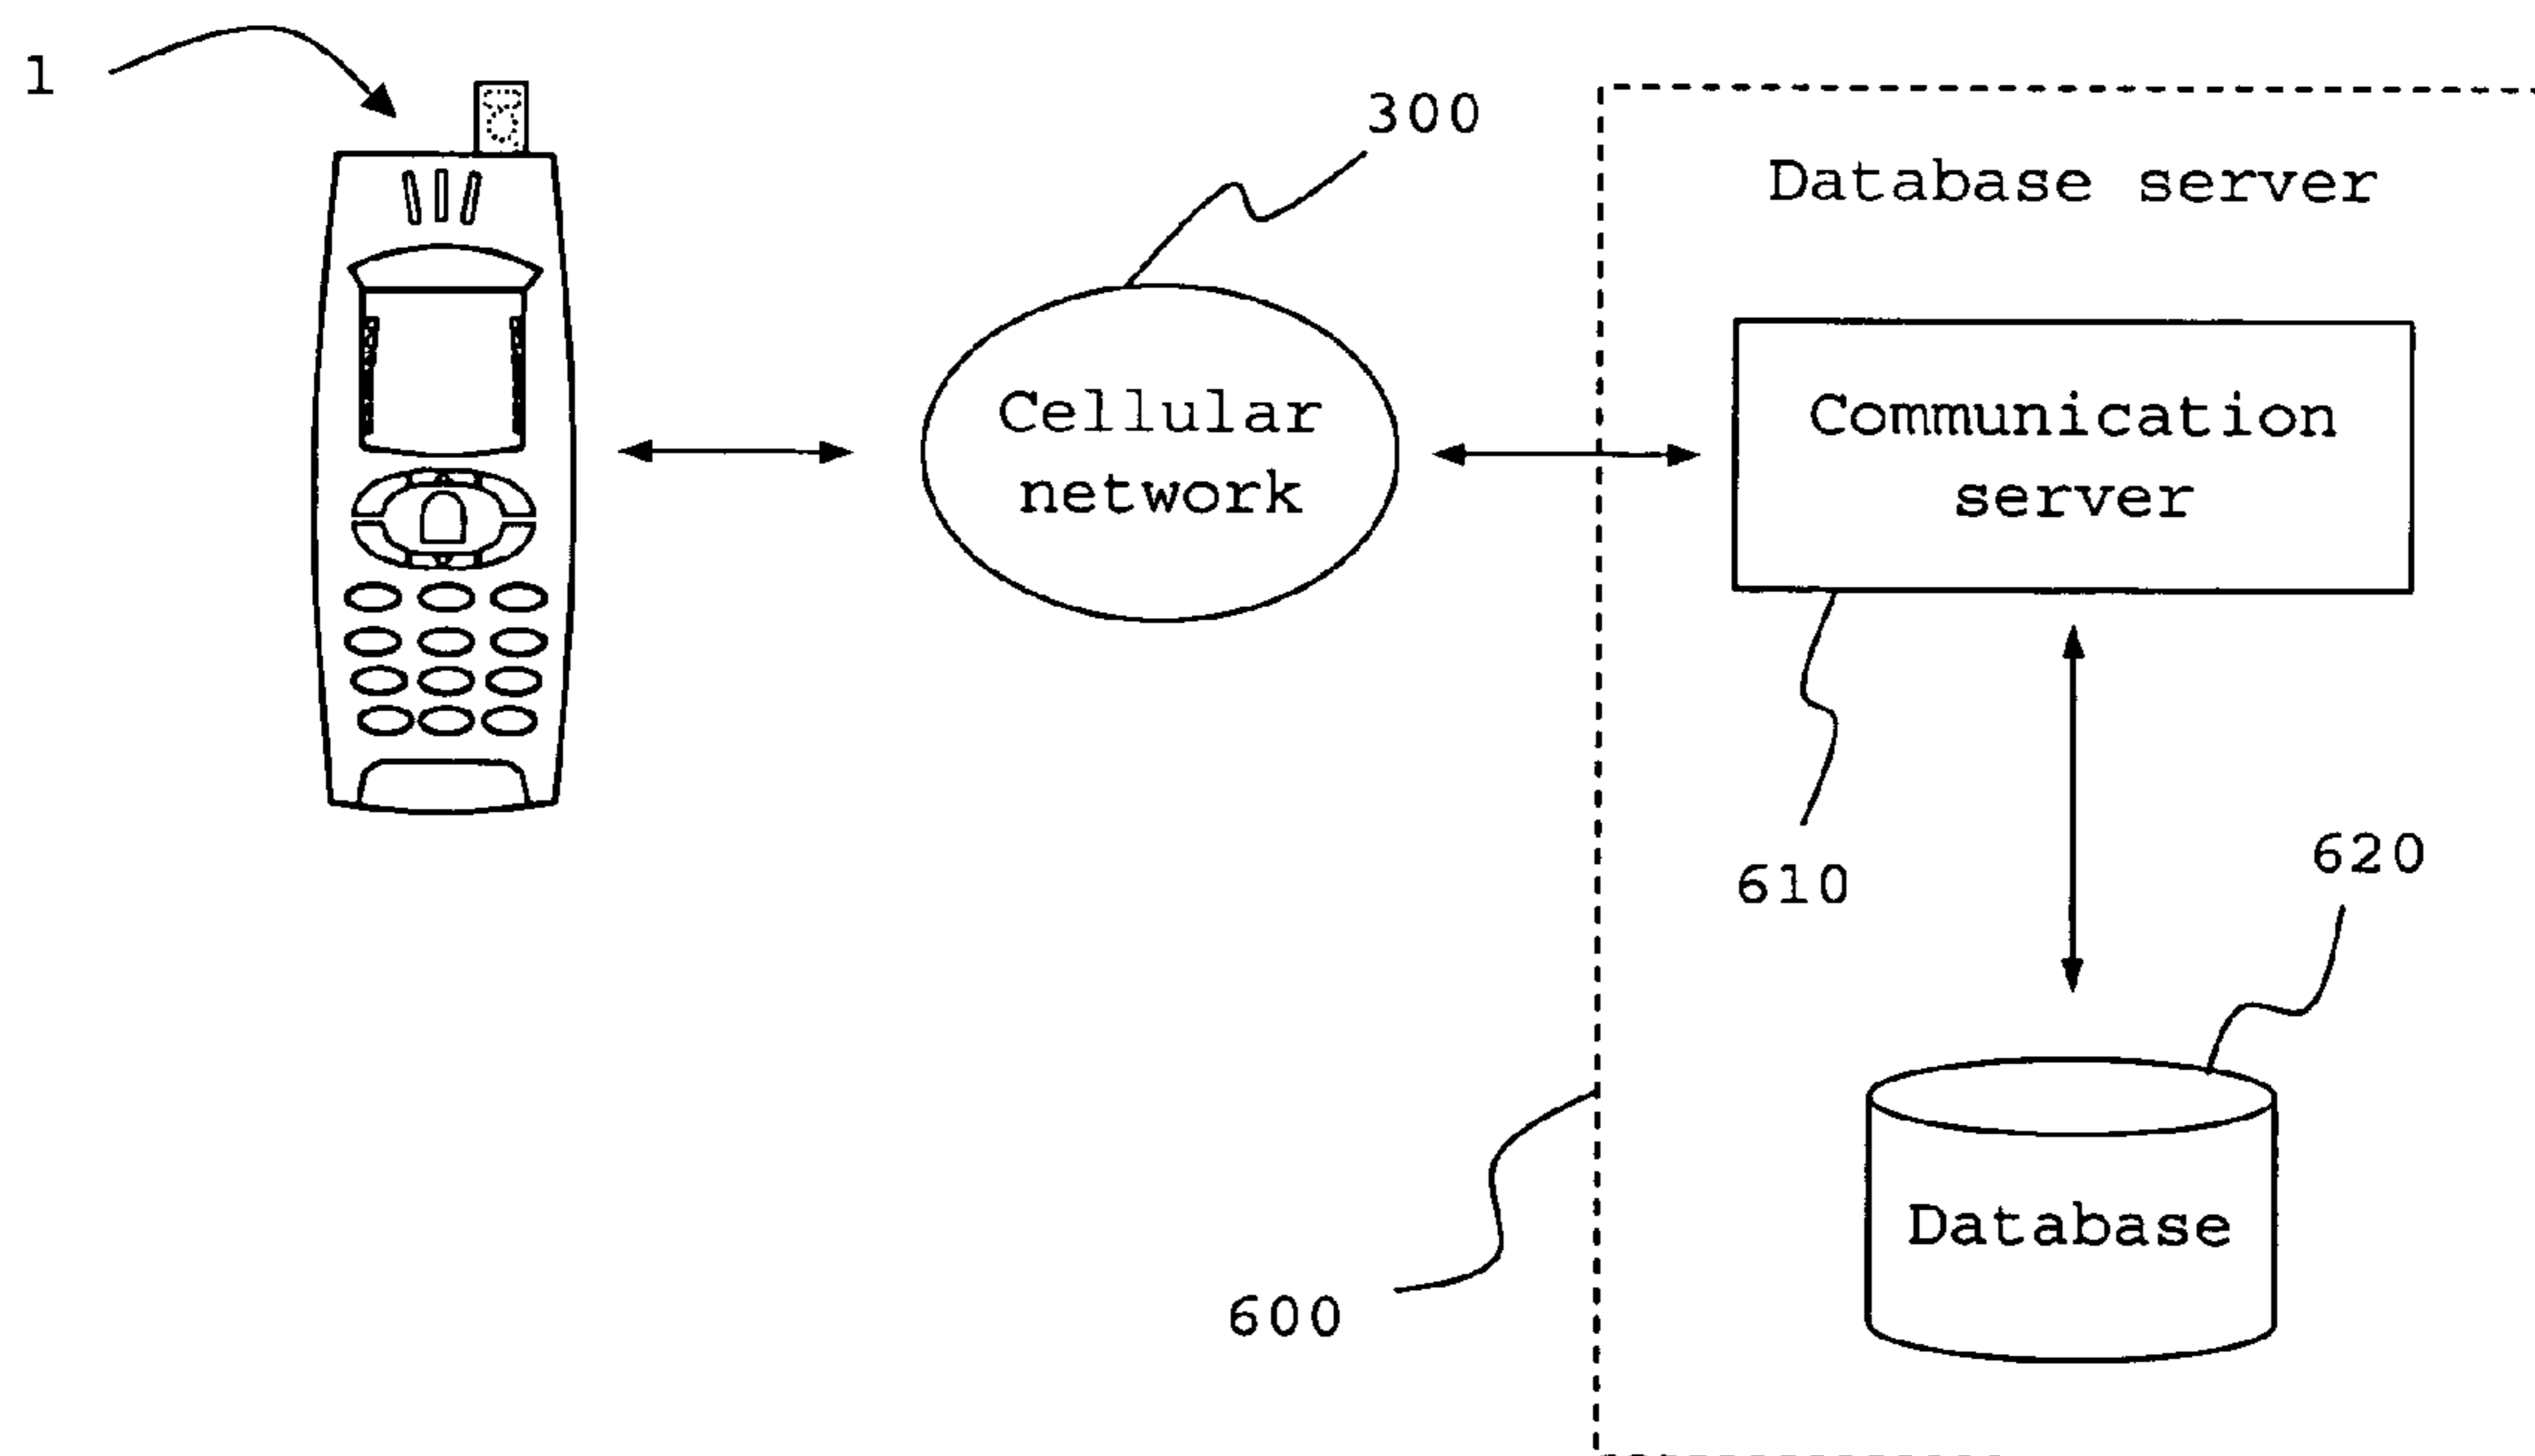 1
300
Database server
Cellular
network
Communication
server
610
620
Database
600